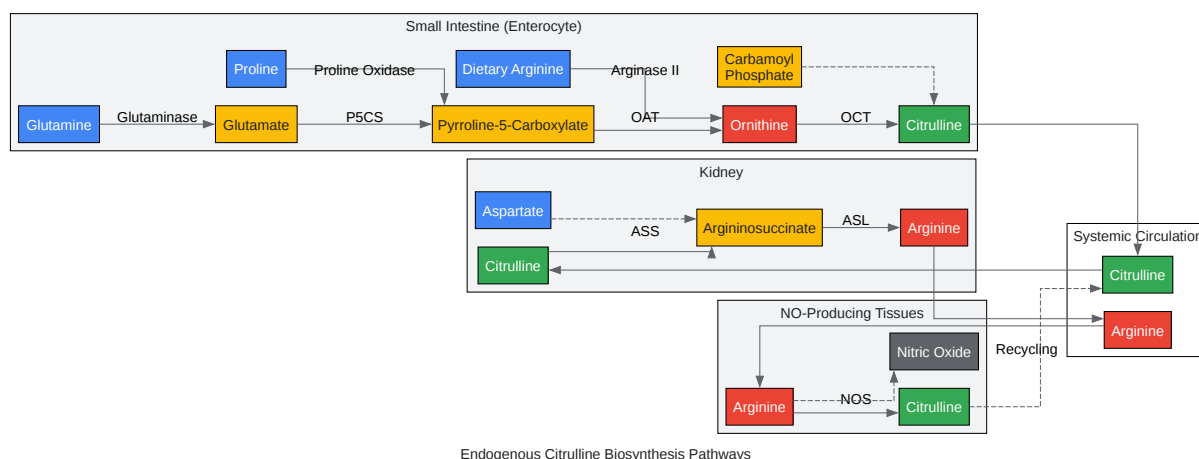 Small Intestine (Enterocyte)
Proline
Proline Oxidase
Dietary Arginine
Arginase II
Carbamoyl
Phosphate
Glutamine
Glutaminase
Glutamate
P5CS
Pyrroline-5-Carboxylate
OAT
Ornithine
OCT
Citrulline
Kidney
Aspartate
ASS
Argininosuccinate
ASL
Arginine
Citrulline
Systemic Circulation
Citrulline
Arginine
NO-Producing Tissues
Nitric Oxide
Recycling
Arginine
NOS
Citrulline
Endogenous Citrulline Biosynthesis Pathways